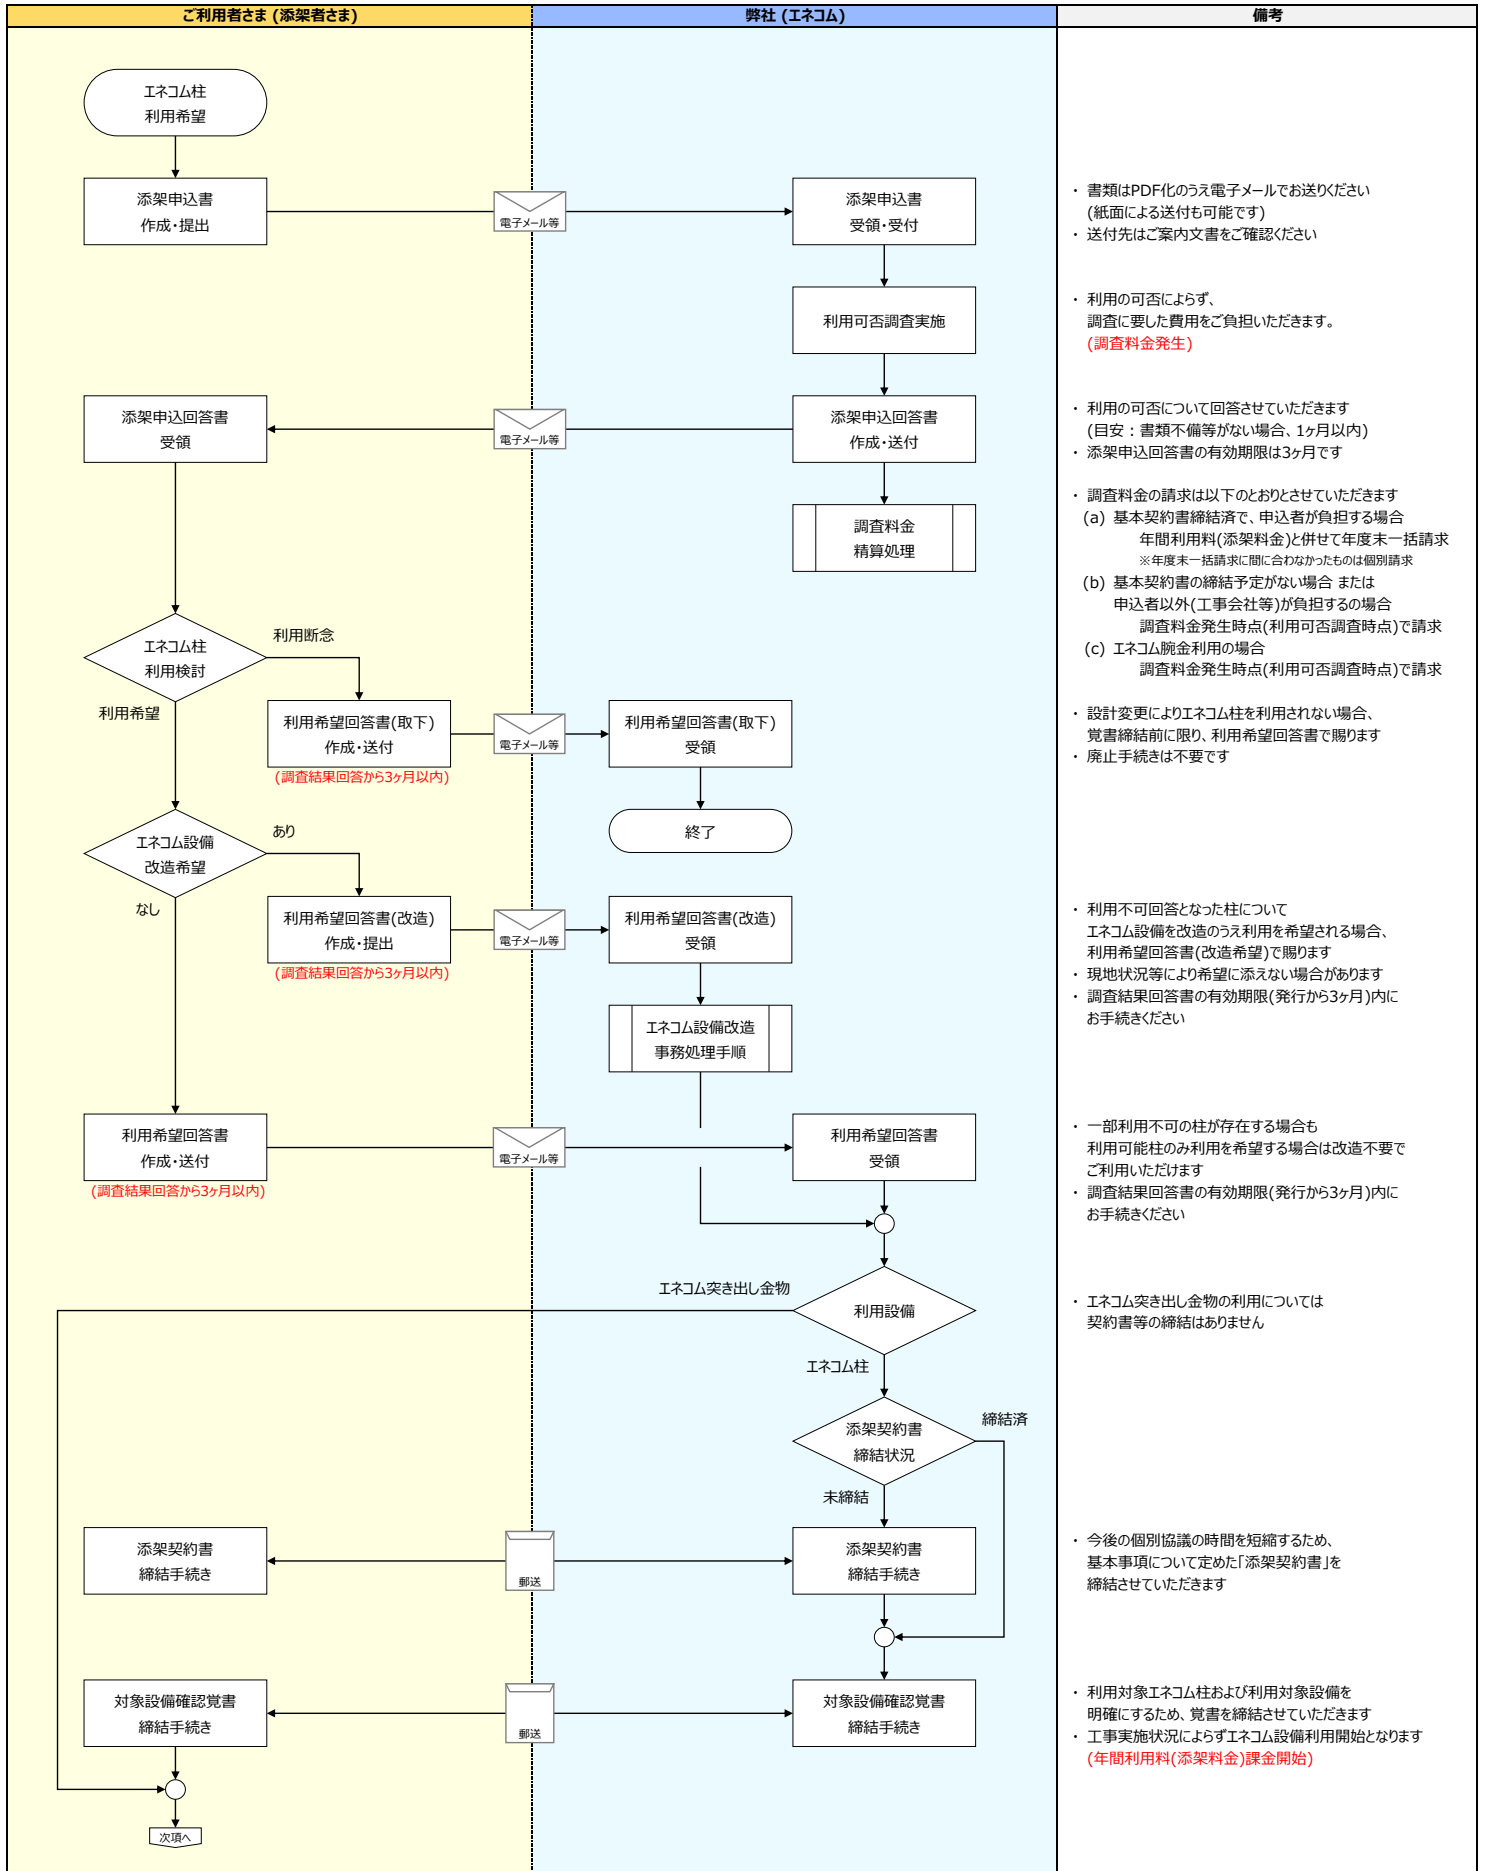 ご利用者さま (添架者さま)
弊社 (エネコム)
備考
エネコム柱
利用希望
添架申込書
作成・提出
電子メール等
添架申込書
受領・受付
・ 書類はPDF化のうえ電子メールでお送りください
(紙面による送付も可能です)
・ 送付先はご案内文書をご確認ください
利用可否調査実施
・ 利用の可否によらず、
調査に要した費用をご負担いただきます。
(調査料金発生)
添架申込回答書
受領
電子メール等
添架申込回答書
作成・送付
・ 利用の可否について回答させていただきます
(目安：書類不備等がない場合、1ヶ月以内)
・ 添架申込回答書の有効期限は3ヶ月です
調査料金
精算処理
・ 調査料金の請求は以下のとおりとさせていただきます
(a) 基本契約書締結済で、申込者が負担する場合
年間利用料(添架料金)と併せて年度末一括請求
※年度末一括請求に間に合わなかったものは個別請求
(b) 基本契約書の締結予定がない場合 または
申込者以外(工事会社等)が負担するの場合
調査料金発生時点(利用可否調査時点)で請求
(c) エネコム腕金利用の場合
調査料金発生時点(利用可否調査時点)で請求
エネコム柱
利用検討
利用断念
利用希望
利用希望回答書(取下)
作成・送付
(調査結果回答から3ヶ月以内)
電子メール等
利用希望回答書(取下)
受領
終了
・ 設計変更によりエネコム柱を利用されない場合、
覚書締結前に限り、利用希望回答書で賜ります
・ 廃止手続きは不要です
エネコム設備
改造希望
あり
なし
利用希望回答書(改造)
作成・提出
(調査結果回答から3ヶ月以内)
電子メール等
利用希望回答書(改造)
受領
エネコム設備改造
事務処理手順
・ 利用不可回答となった柱について
エネコム設備を改造のうえ利用を希望される場合、
利用希望回答書(改造希望)で賜ります
・ 現地状況等により希望に添えない場合があります
・ 調査結果回答書の有効期限(発行から3ヶ月)内に
お手続きください
利用希望回答書
作成・送付
(調査結果回答から3ヶ月以内)
電子メール等
利用希望回答書
受領
・ 一部利用不可の柱が存在する場合も
利用可能柱のみ利用を希望する場合は改造不要で
ご利用いただけます
・ 調査結果回答書の有効期限(発行から3ヶ月)内に
お手続きください
エネコム突き出し金物
利用設備
エネコム柱
・ エネコム突き出し金物の利用については
契約書等の締結はありません
添架契約書
締結状況
締結済
未締結
添架契約書
締結手続き
郵送
添架契約書
締結手続き
・ 今後の個別協議の時間を短縮するため、
基本事項について定めた「添架契約書」を
締結させていただきます
対象設備確認覚書
締結手続き
郵送
対象設備確認覚書
締結手続き
・ 利用対象エネコム柱および利用対象設備を
明確にするため、覚書を締結させていただきます
・ 工事実施状況によらずエネコム設備利用開始となります
(年間利用料(添架料金)課金開始)
次項へ